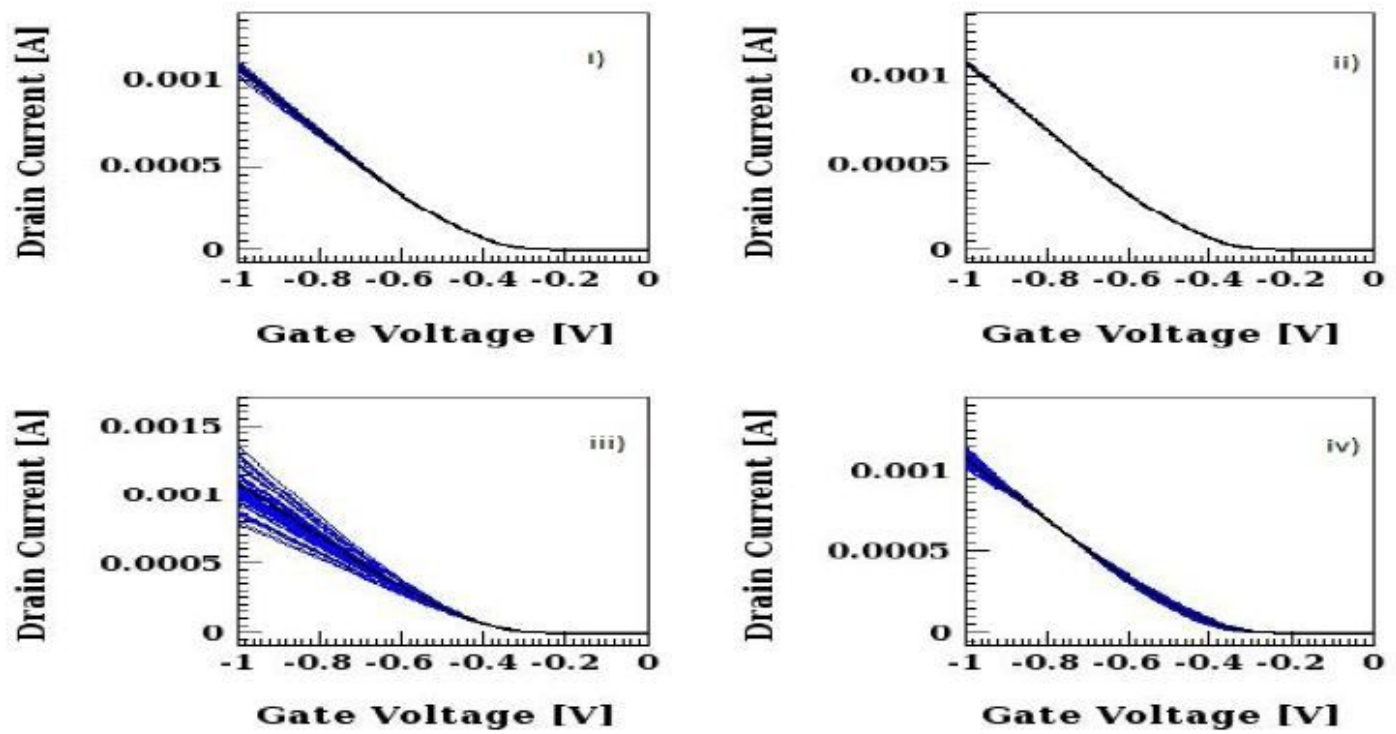 Drain Current [A]
i)
0.001
0.0005
0
-1 -0.8 -0.6 -0.4 -0.2 0
Gate Voltage [V]
Drain Current [A]
ii)
0.001
0.0005
0
-1 -0.8 -0.6 -0.4 -0.2 0
Gate Voltage [V]
Drain Current [A]
iii)
0.0015
0.001
0.0005
0
-1 -0.8 -0.6 -0.4 -0.2 0
Gate Voltage [V]
Drain Current [A]
iv)
0.001
0.0005
0
-1 -0.8 -0.6 -0.4 -0.2 0
Gate Voltage [V]